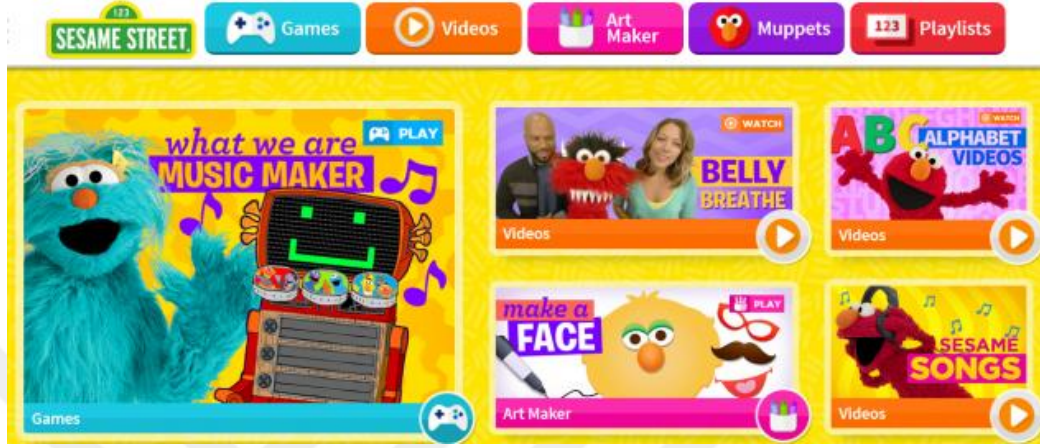 123
SESAME STREET
Games
Videos
Art
Maker
Muppets
123
Playlists
what we are
MUSIC MAKER
PLAY
Games
WATCH
BELLY
BREATHE
Videos
WATCH
ABC
ALPHABET
VIDEOS
Videos
make a
FACE
PLAY
Art Maker
SESAME
SONGS
Videos